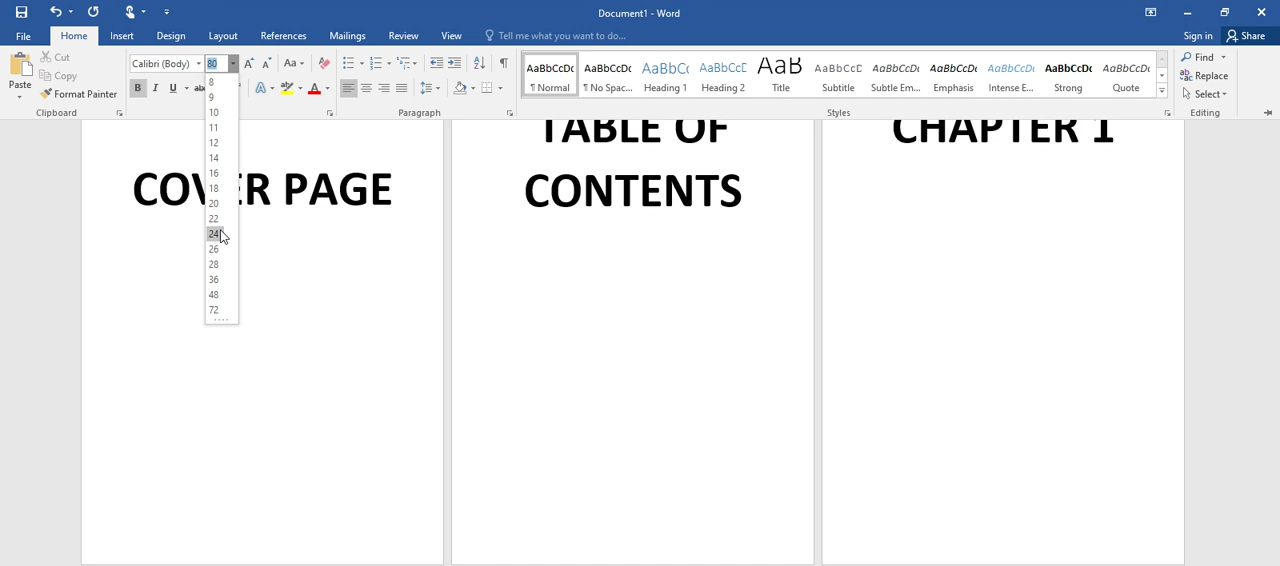 Document1 - Word
File Home Insert Design Layout References Mailings Review View Tell me what you want to do... Sign in Share
Paste
Cut
Copy
Format Painter
Clipboard
Calibri (Body) 80 Aa
B I U abc A A
8
9
10
11
12
14
16
18
20
22
24
26
28
36
48
72
Paragraph
AaBbCcDc AaBbCcDc AaBbCc AaBbCcE AaB AaBbCcD AaBbCcDc AaBbCcDc AaBbCcDc AaBbCcDc AaBbCcDc
¶ Normal ¶ No Spac... Heading 1 Heading 2 Title Subtitle Subtle Em... Emphasis Intense E... Strong Quote
Styles
Find
Replace
Select
Editing
COVER PAGE
TABLE OF
CONTENTS
CHAPTER 1